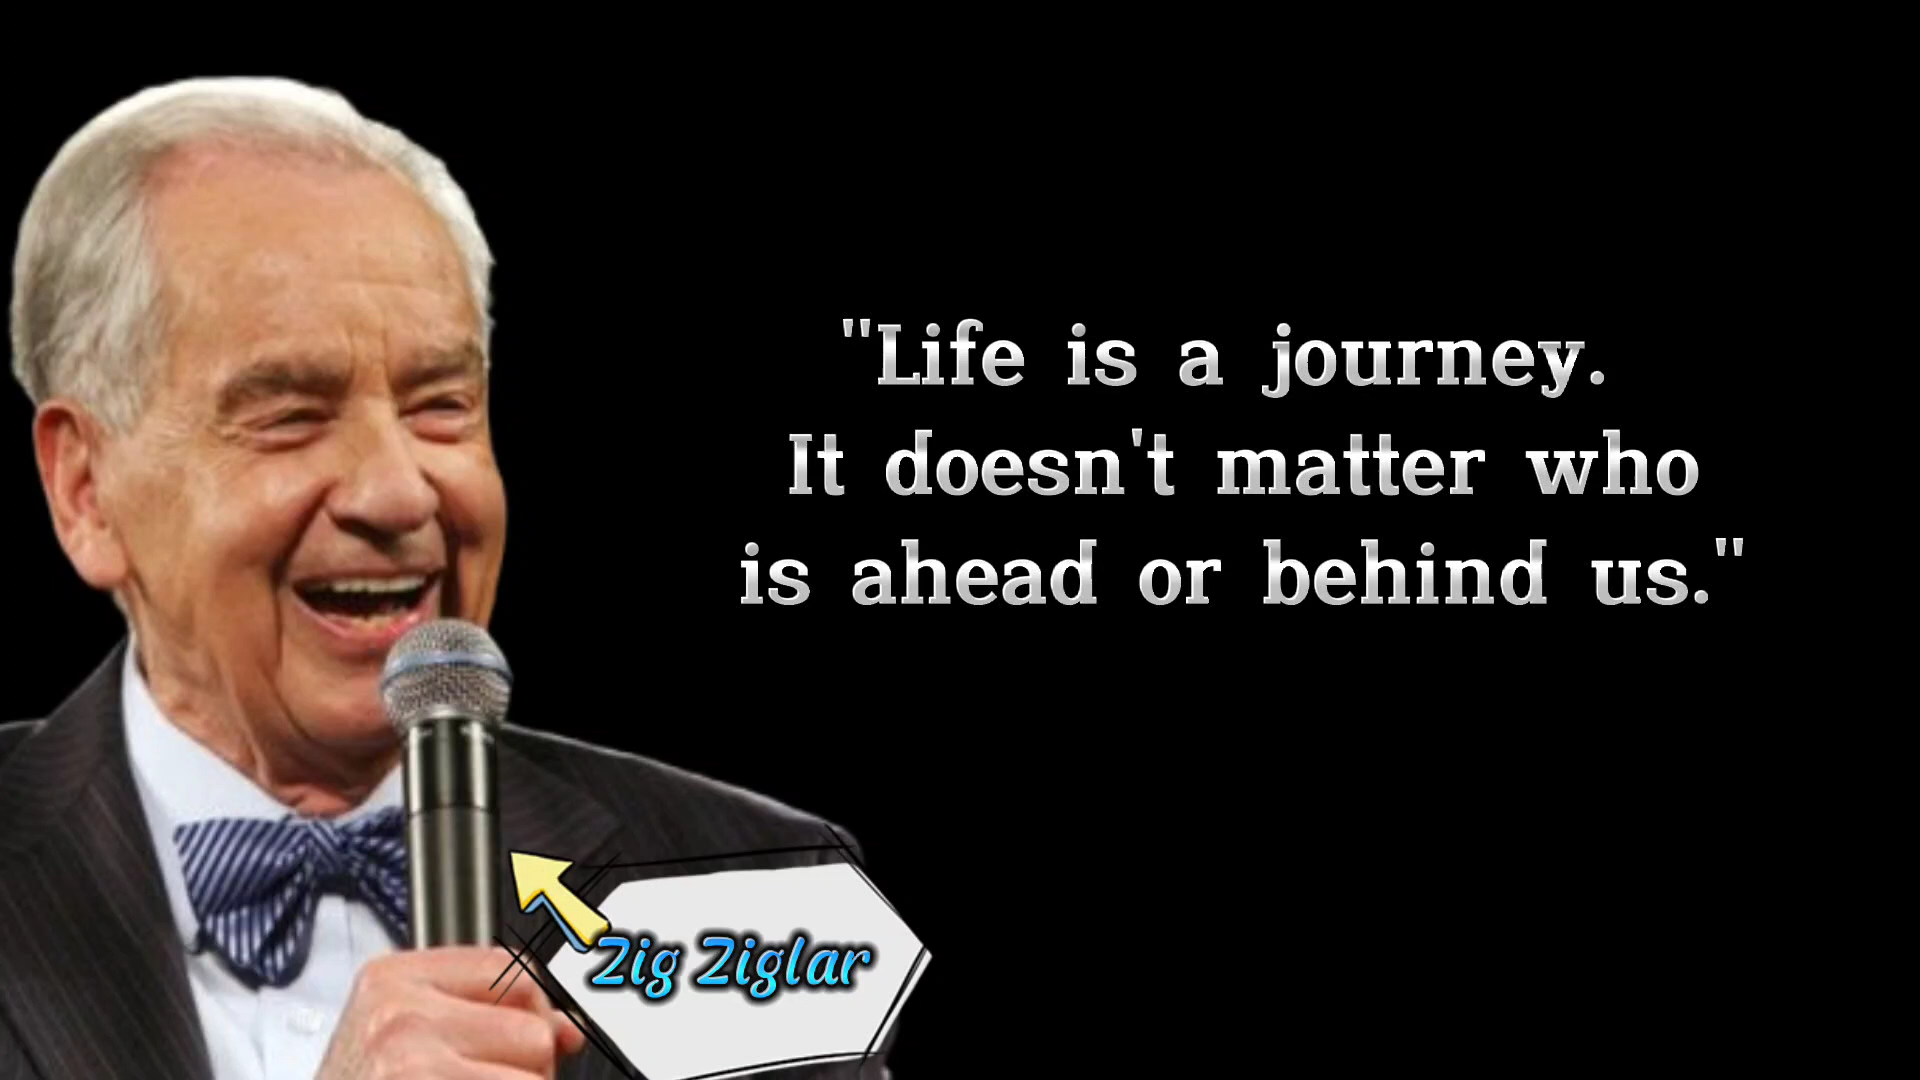 "Life is a journey.
It doesn't matter who
is ahead or behind us."
Zig Ziglar